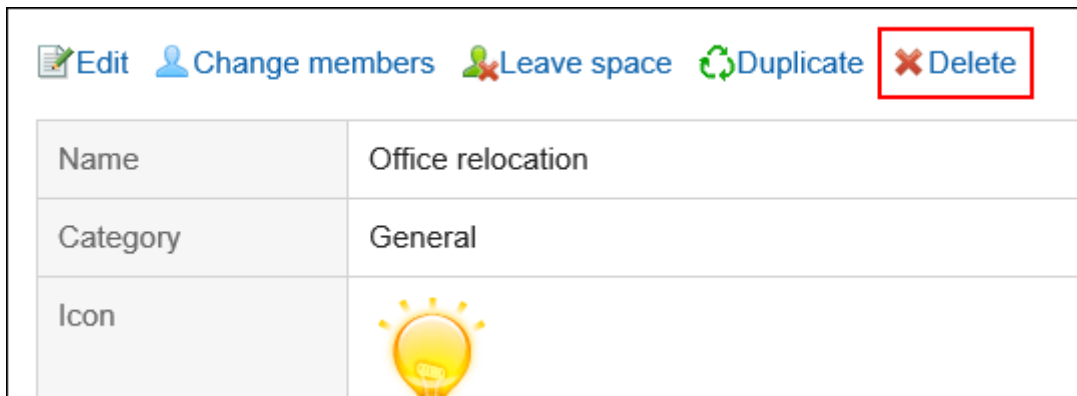 Edit Change members Leave space Duplicate Delete
Name Office relocation
Category General
Icon